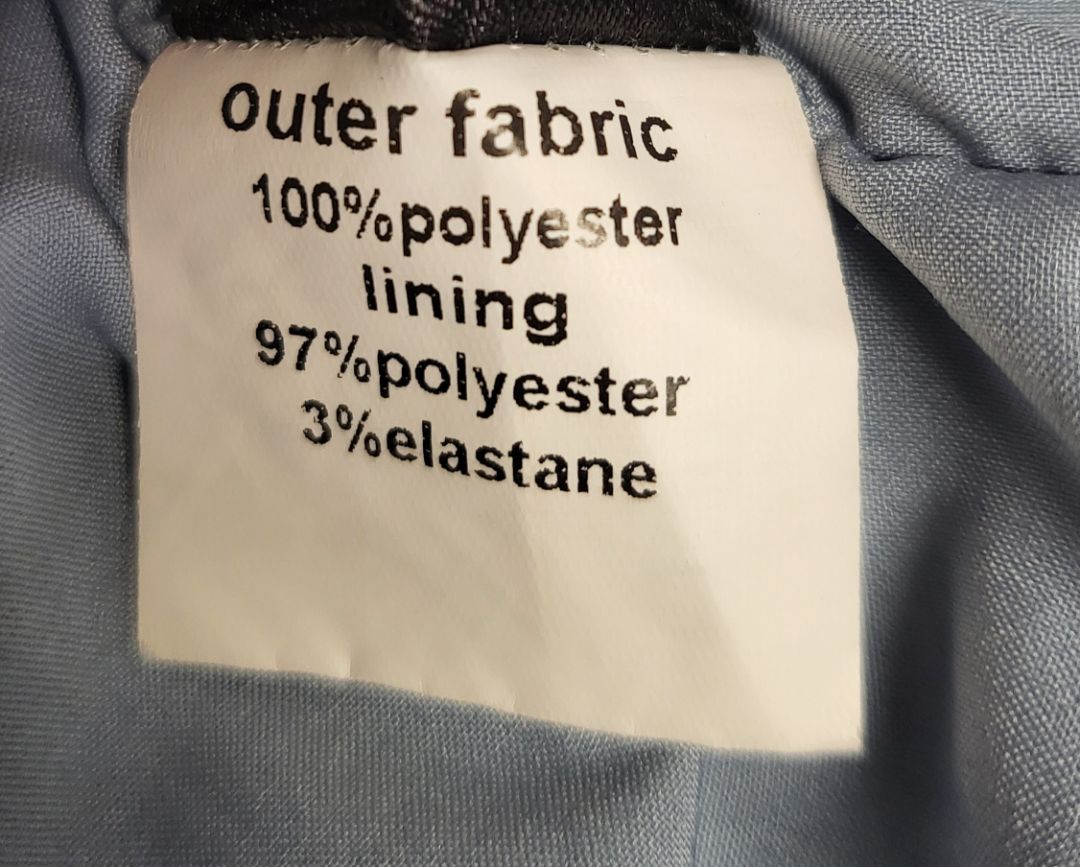 outer fabric
100%polyester
lining
97%polyester
3%elastane